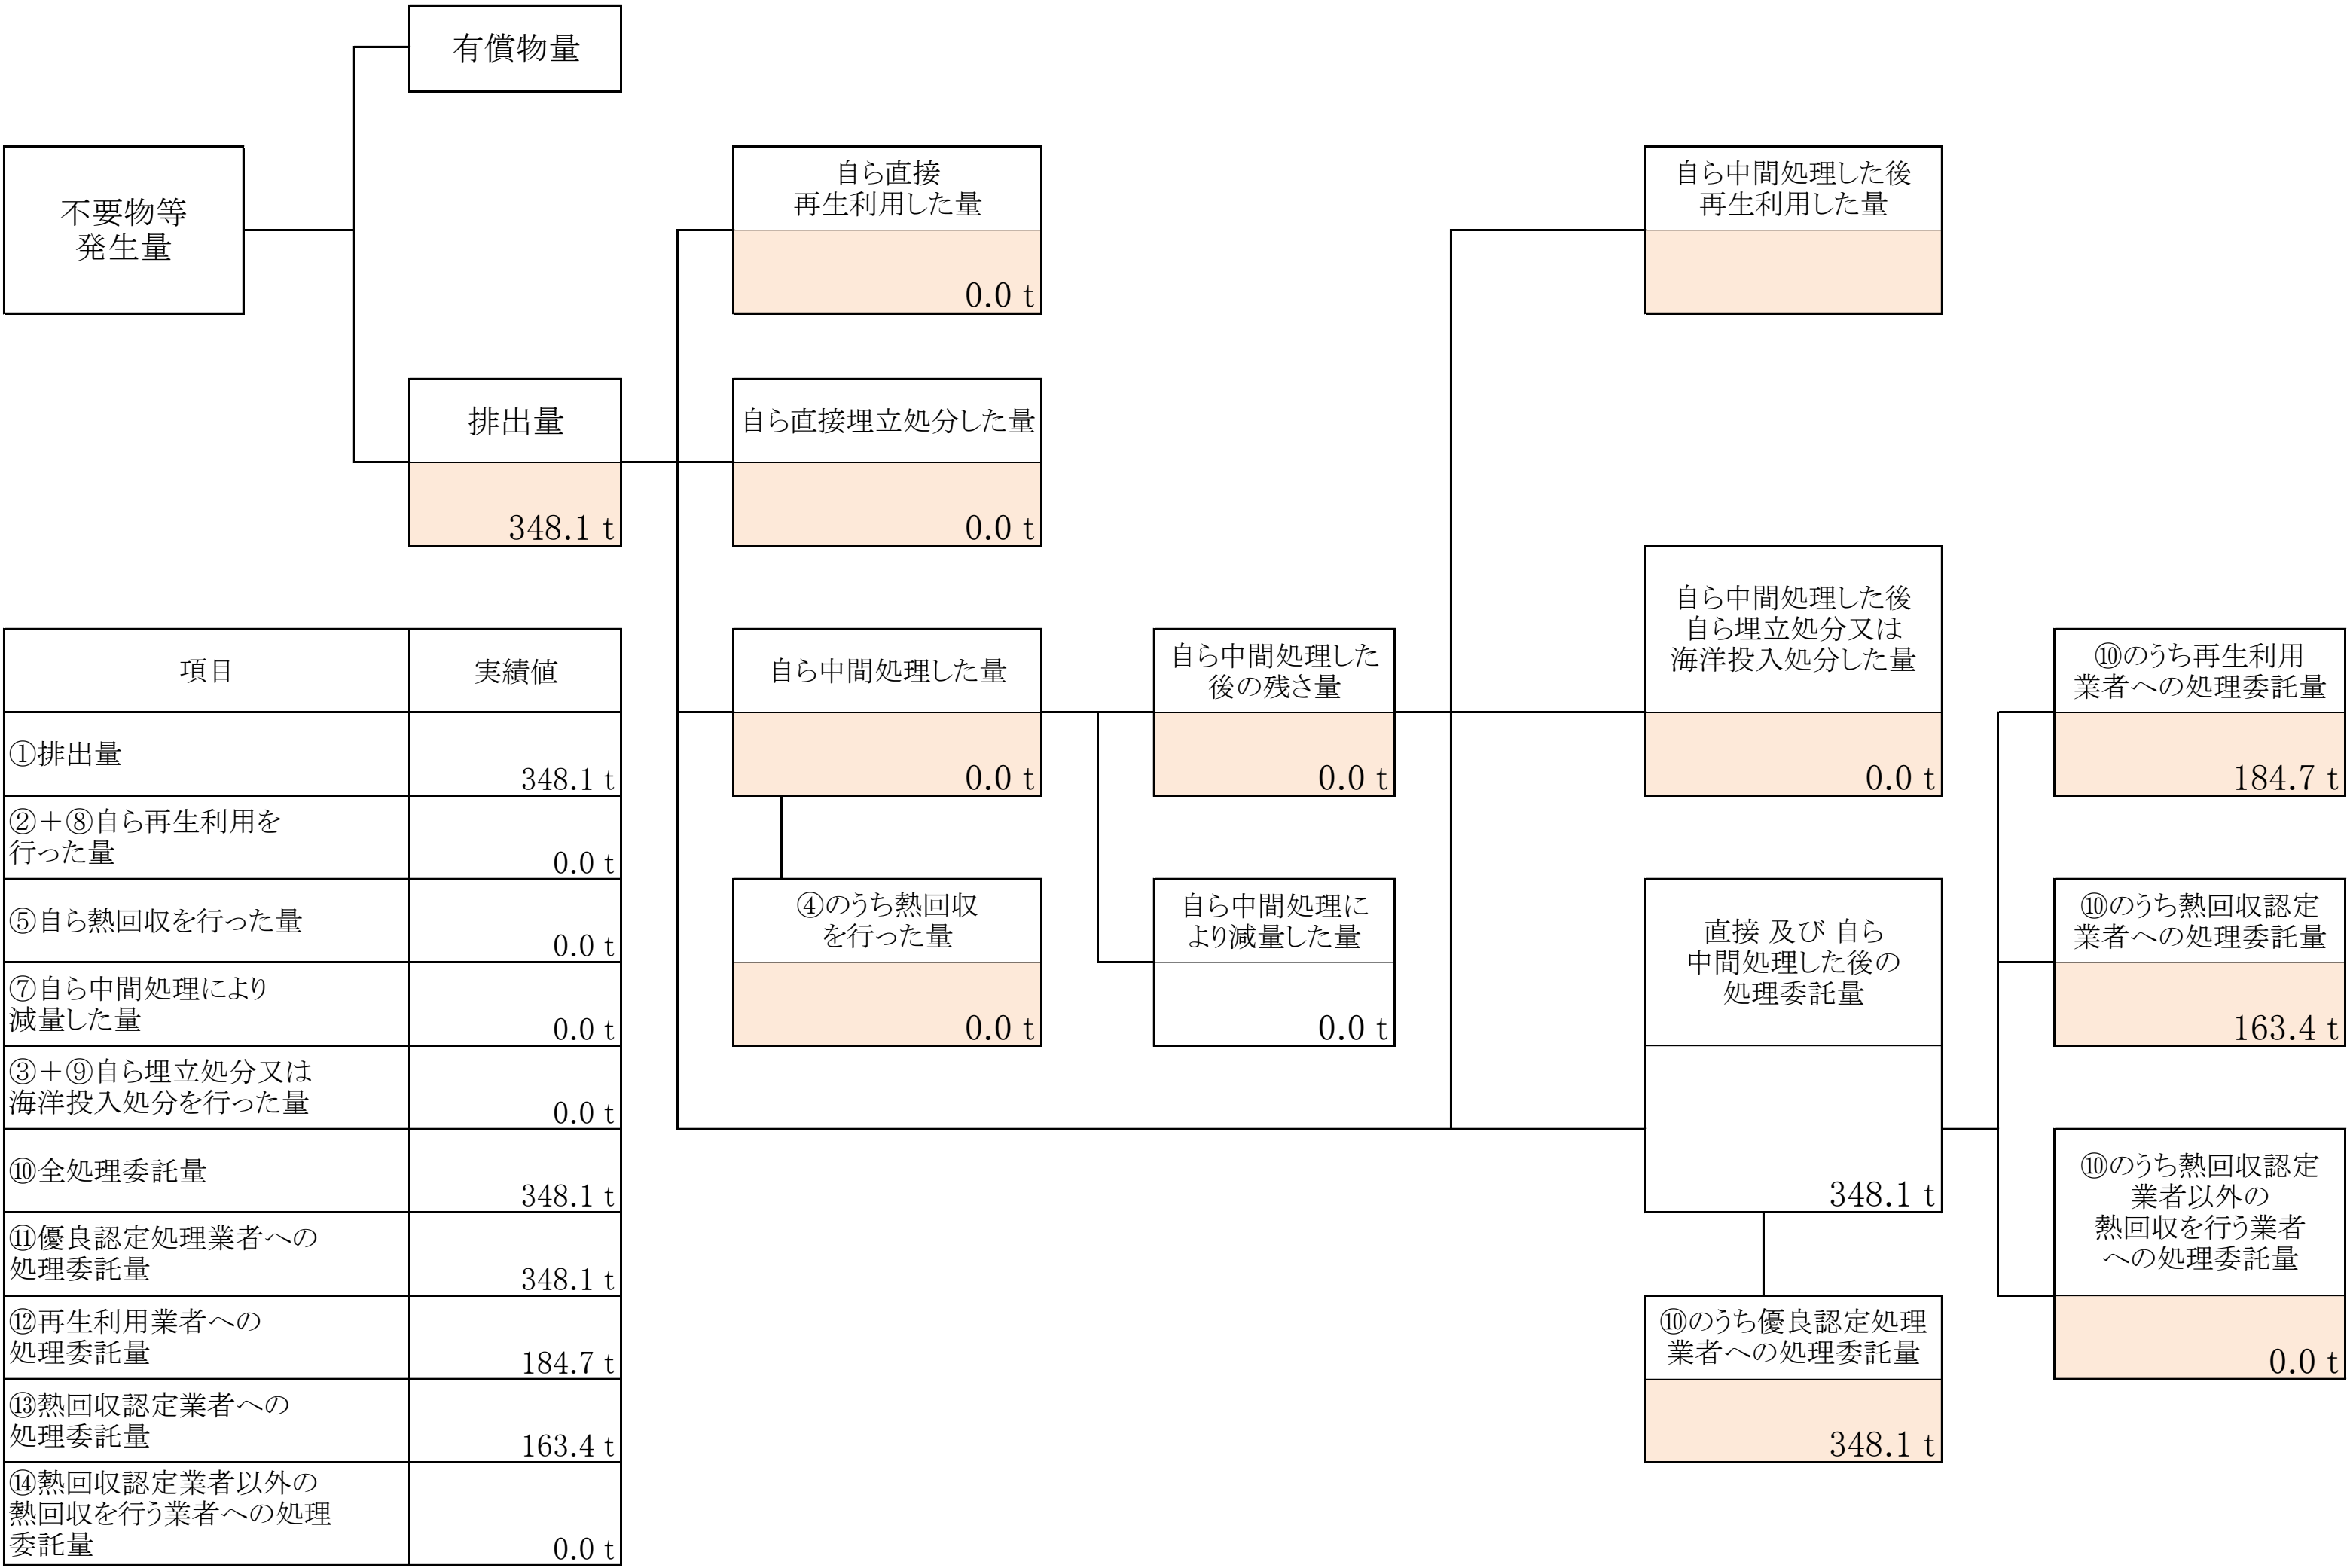 有償物量
不要物等
発生量
自ら直接
再生利用した量
0.0 t
自ら中間処理した後
再生利用した量
排出量
348.1 t
自ら直接埋立処分した量
0.0 t
自ら中間処理した量
0.0 t
自ら中間処理した
後の残さ量
0.0 t
自ら中間処理した後
自ら埋立処分又は
海洋投入処分した量
0.0 t
⑩のうち再生利用
業者への処理委託量
184.7 t
④のうち熱回収
を行った量
0.0 t
自ら中間処理に
より減量した量
0.0 t
直接 及び 自ら
中間処理した後の
処理委託量
348.1 t
⑩のうち熱回収認定
業者への処理委託量
163.4 t
⑩のうち熱回収認定
業者以外の
熱回収を行う業者
への処理委託量
0.0 t
⑩のうち優良認定処理
業者への処理委託量
348.1 t
項目 実績値
①排出量
348.1 t
②＋⑧自ら再生利用を
行った量
0.0 t
⑤自ら熱回収を行った量
0.0 t
⑦自ら中間処理により
減量した量
0.0 t
③＋⑨自ら埋立処分又は
海洋投入処分を行った量
0.0 t
⑩全処理委託量
348.1 t
⑪優良認定処理業者への
処理委託量
348.1 t
⑫再生利用業者への
処理委託量
184.7 t
⑬熱回収認定業者への
処理委託量
163.4 t
⑭熱回収認定業者以外の
熱回収を行う業者への処理
委託量
0.0 t